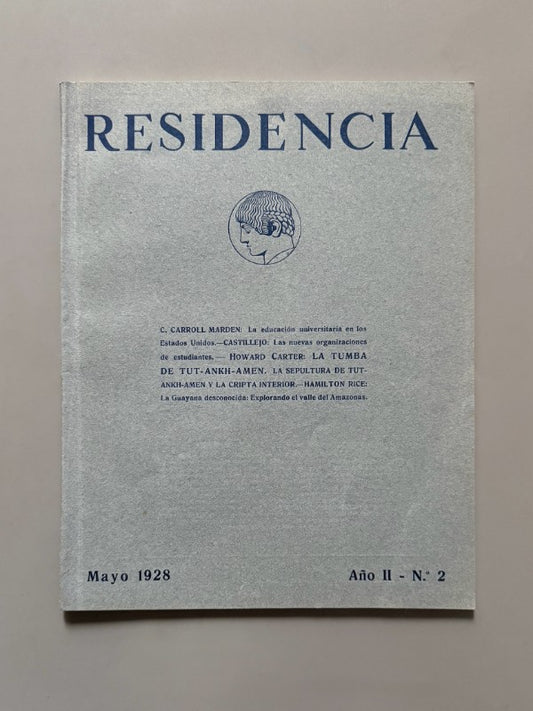 RESIDENCIA
C. CARROLL MARDEN: La educación universitaria en los
Estados Unidos.—CASTILLEJO: Las nuevas organizaciones
de estudiantes.— HOWARD CARTER: LA TUMBA
DE TUT-ANKH-AMEN. LA SEPULTURA DE TUT-
ANKH-AMEN Y LA CRIPTA INTERIOR.—HAMILTON RICE:
La Guayana desconocida: Explorando el valle del Amazonas.
Mayo 1928
Año II - N.º 2